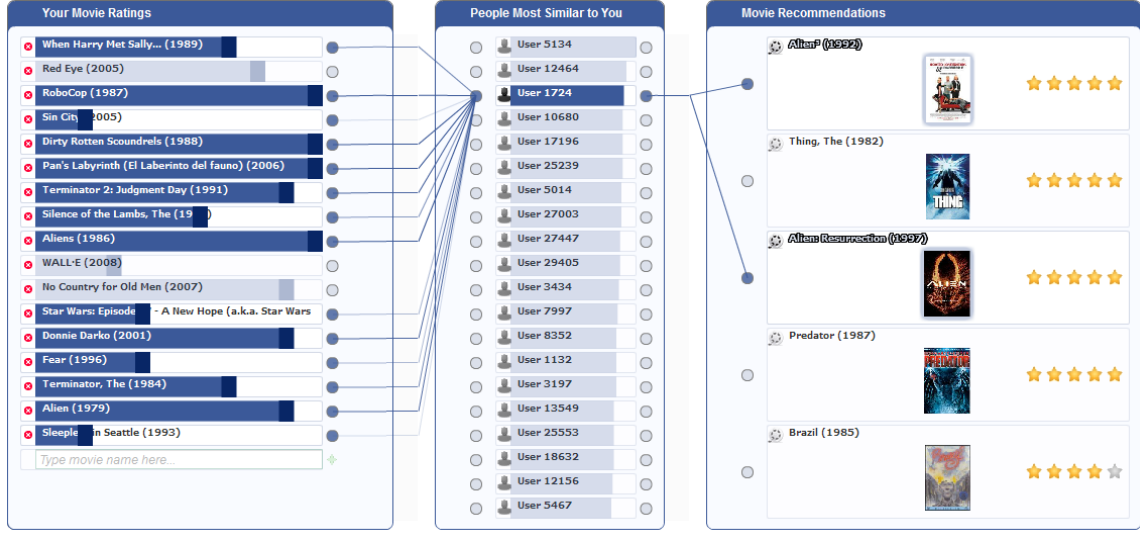 Your Movie Ratings
When Harry Met Sally... (1989)
Red Eye (2005)
RoboCop (1987)
Sin City 2005)
Dirty Rotten Scoundrels (1988)
Pan's Labyrinth (El Laberinto del fauno) (2006)
Terminator 2: Judgment Day (1991)
Silence of the Lambs, The (19 )
Aliens (1986)
WALL·E (2008)
No Country for Old Men (2007)
Star Wars: Episode - A New Hope (a.k.a. Star Wars
Donnie Darko (2001)
Fear (1996)
Terminator, The (1984)
Alien (1979)
Sleeple in Seattle (1993)
Type movie name here...
People Most Similar to You
User 5134
User 12464
User 1724
User 10680
User 17196
User 25239
User 5014
User 27003
User 27447
User 29405
User 3434
User 7997
User 8352
User 1132
User 3197
User 13549
User 25553
User 18632
User 12156
User 5467
Movie Recommendations
Alien³ (1992)
Thing, The (1982)
THING
Alien: Resurrection (1997)
ALIEN
Predator (1987)
PREDATOR
Brazil (1985)